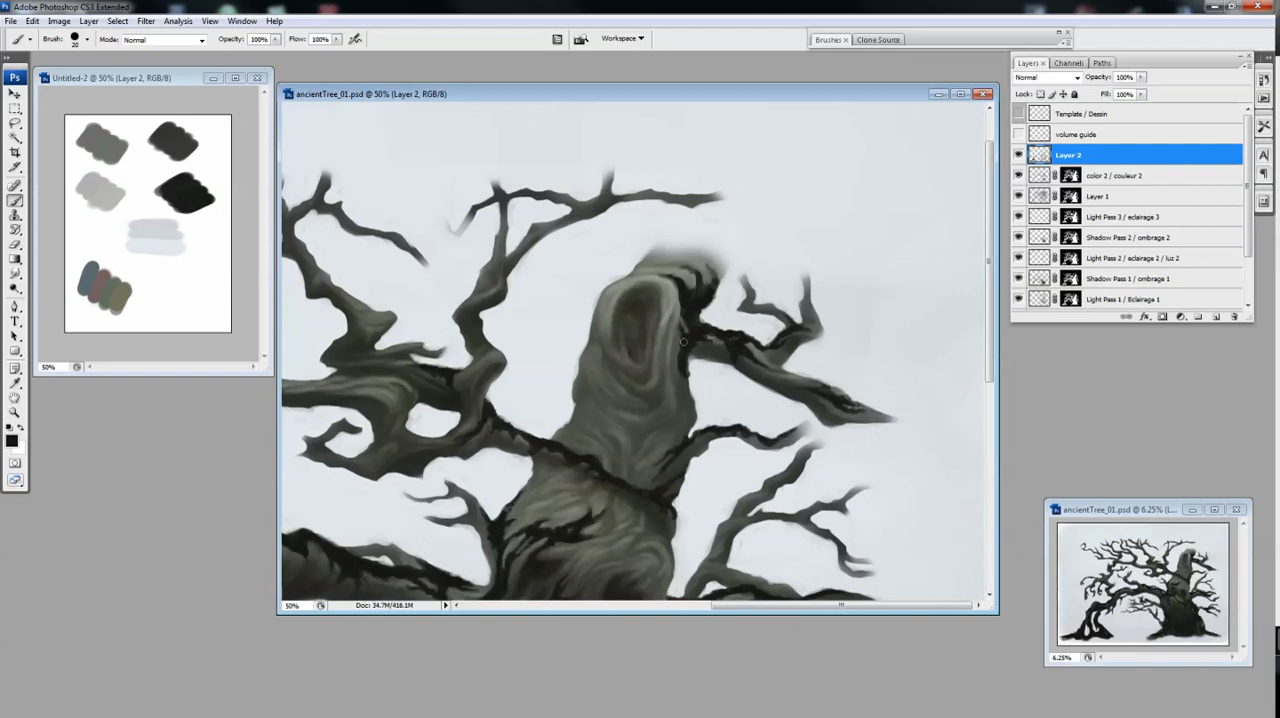 Adobe Photoshop CS3 Extended
File Edit Image Layer Select Filter Analysis View Window Help
Brush: 20 Mode: Normal Opacity: 100% Flow: 100% Workspace Brushes Clone Source
Ps
Untitled-2 @ 50% (Layer 2, RGB/8)
50%
ancientTree_01.psd @ 50% (Layer 2, RGB/8)
50% Doc: 34.7M/418.1M
Layers Channels Paths
Normal Opacity: 100%
Lock: Fill: 100%
Template / Dessin
volume guide
Layer 2
color 2 / couleur 2
Layer 1
Light Pass 3 / eclairage 3
Shadow Pass 2 / ombrage 2
Light Pass 2 / eclairage 2 / luz 2
Shadow Pass 1 / ombrage 1
Light Pass 1 / Eclairage 1
ancientTree_01.psd @ 6.25% (L...
6.25%